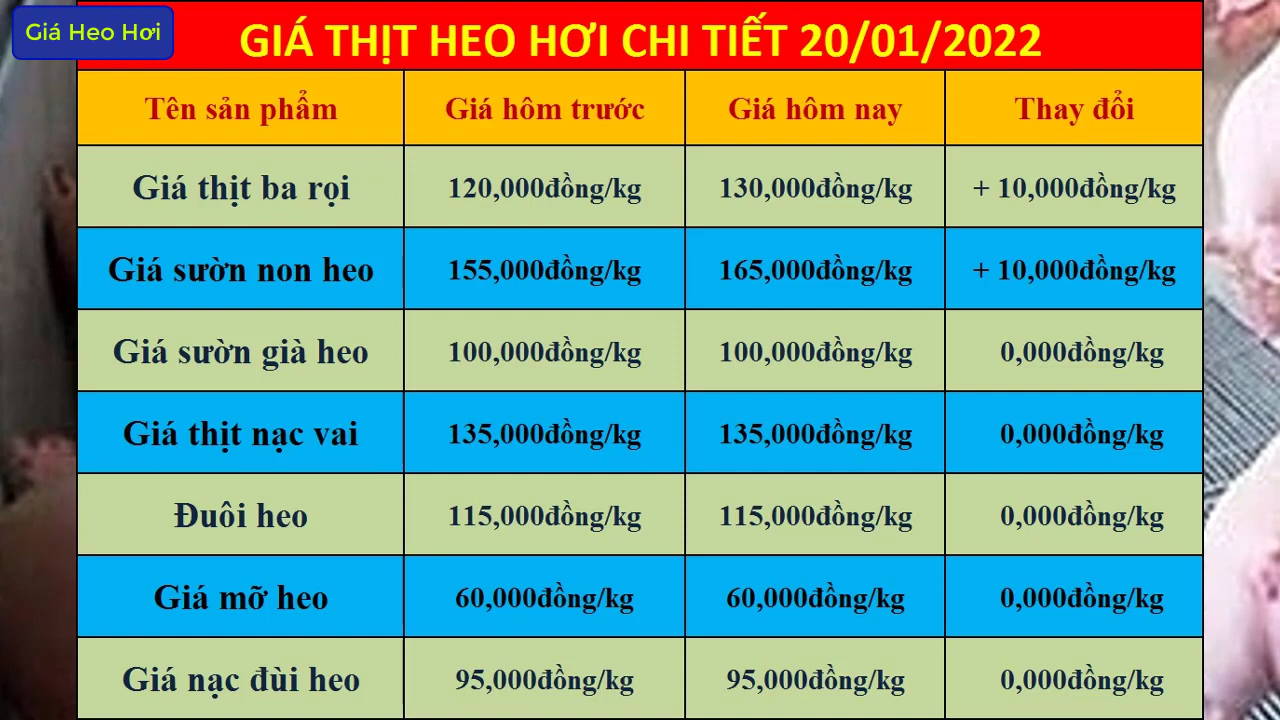 Giá Heo Hơi
GIÁ THỊT HEO HƠI CHI TIẾT 20/01/2022
Tên sản phẩm Giá hôm trước Giá hôm nay Thay đổi
Giá thịt ba rọi 120,000đồng/kg 130,000đồng/kg + 10,000đồng/kg
Giá sườn non heo 155,000đồng/kg 165,000đồng/kg + 10,000đồng/kg
Giá sườn già heo 100,000đồng/kg 100,000đồng/kg 0,000đồng/kg
Giá thịt nạc vai 135,000đồng/kg 135,000đồng/kg 0,000đồng/kg
Đuôi heo 115,000đồng/kg 115,000đồng/kg 0,000đồng/kg
Giá mỡ heo 60,000đồng/kg 60,000đồng/kg 0,000đồng/kg
Giá nạc đùi heo 95,000đồng/kg 95,000đồng/kg 0,000đồng/kg